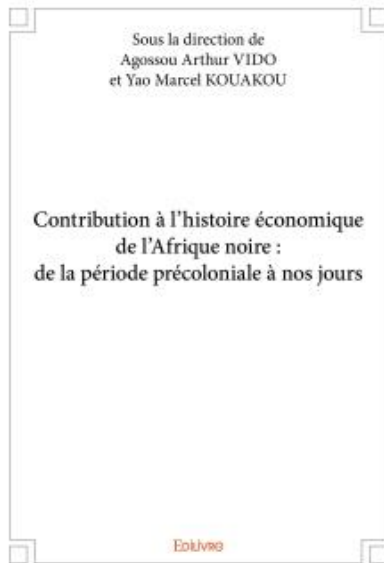 Sous la direction de
Agossou Arthur VIDO
et Yao Marcel KOUAKOU
Contribution à l'histoire économique
de l'Afrique noire :
de la période précoloniale à nos jours
Edilivre